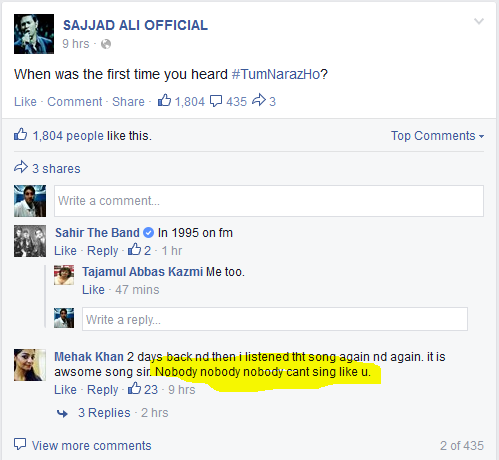 SAJJAD ALI OFFICIAL
9 hrs ·
When was the first time you heard #TumNarazHo?
Like · Comment · Share · 1,804 435 3
1,804 people like this.
Top Comments
3 shares
Write a comment...
Sahir The Band In 1995 on fm
Like · Reply · 2 · 1 hr
Tajamul Abbas Kazmi Me too.
Like · 47 mins
Write a reply...
Mehak Khan 2 days back nd then i listened tht song again nd again. it is
awsome song sir. Nobody nobody nobody cant sing like u.
Like · Reply · 23 · 9 hrs
3 Replies · 2 hrs
View more comments
2 of 435